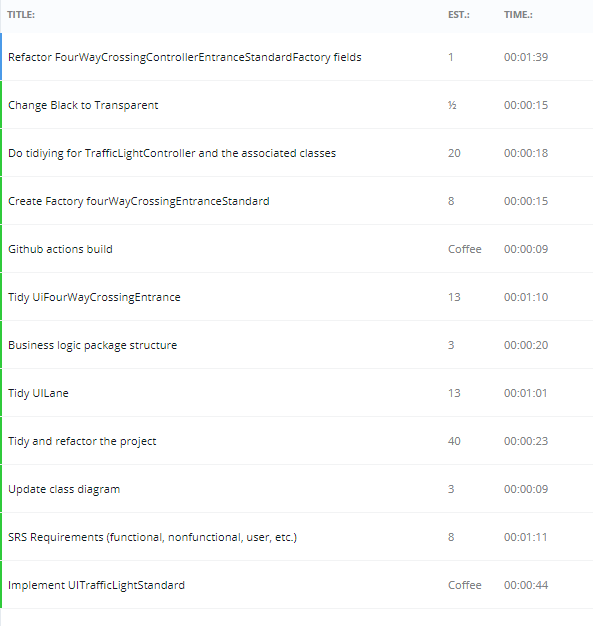 TITLE: EST.: TIME.:
Refactor FourWayCrossingControllerEntranceStandardFactory fields 1 00:01:39
Change Black to Transparent ½ 00:00:15
Do tidiying for TrafficLightController and the associated classes 20 00:00:18
Create Factory fourWayCrossingEntranceStandard 8 00:00:15
Github actions build Coffee 00:00:09
Tidy UiFourWayCrossingEntrance 13 00:01:10
Business logic package structure 3 00:00:20
Tidy UILane 13 00:01:01
Tidy and refactor the project 40 00:00:23
Update class diagram 3 00:00:09
SRS Requirements (functional, nonfunctional, user, etc.) 8 00:01:11
Implement UITrafficLightStandard Coffee 00:00:44